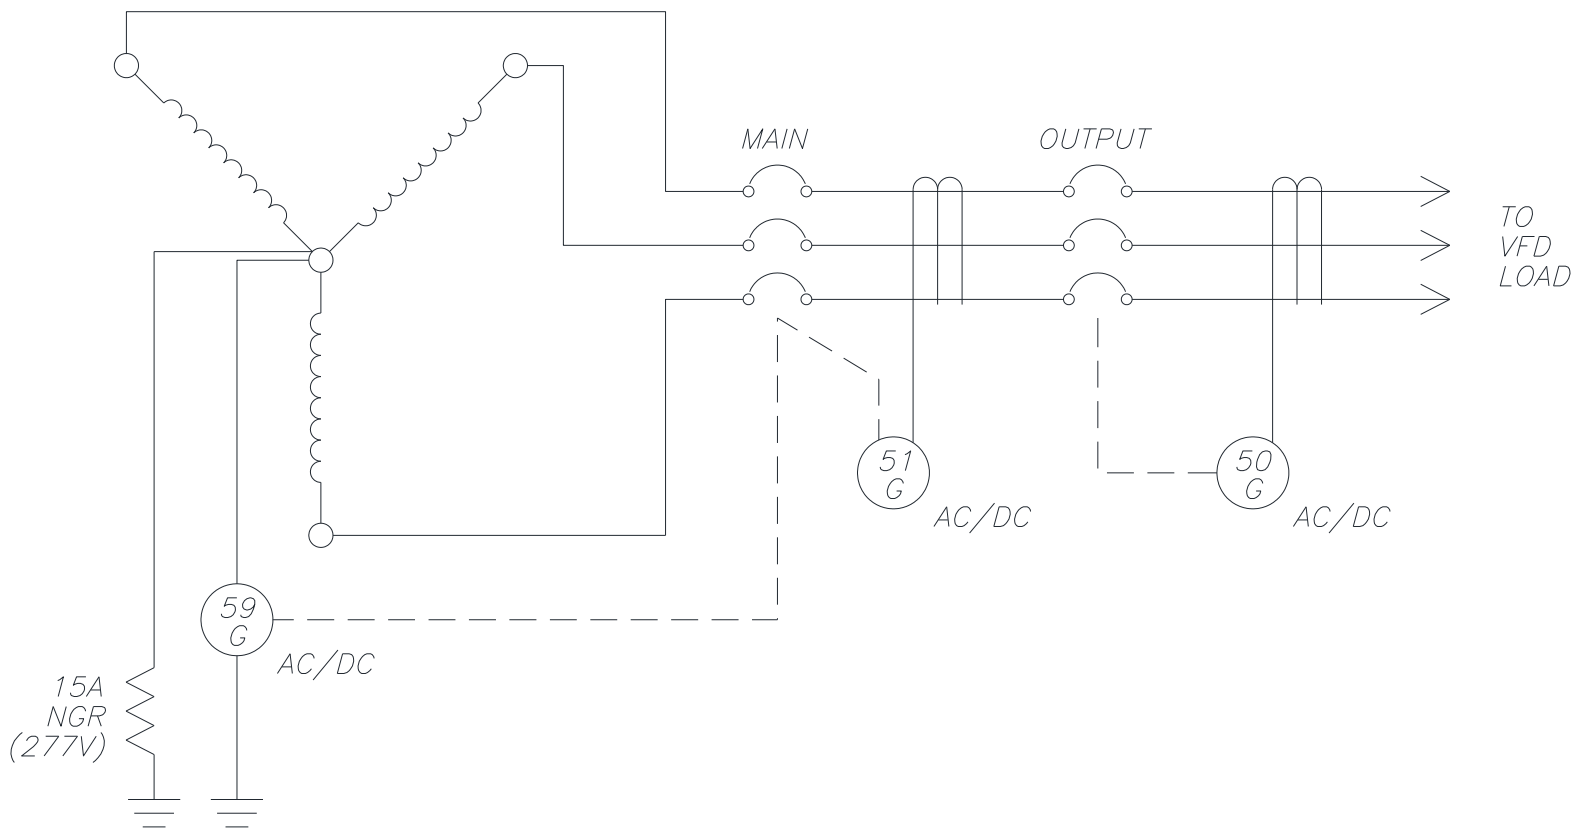 MAIN
OUTPUT
TO
VFD
LOAD
51
G
AC/DC
50
G
AC/DC
59
G
AC/DC
15A
NGR
(277V)